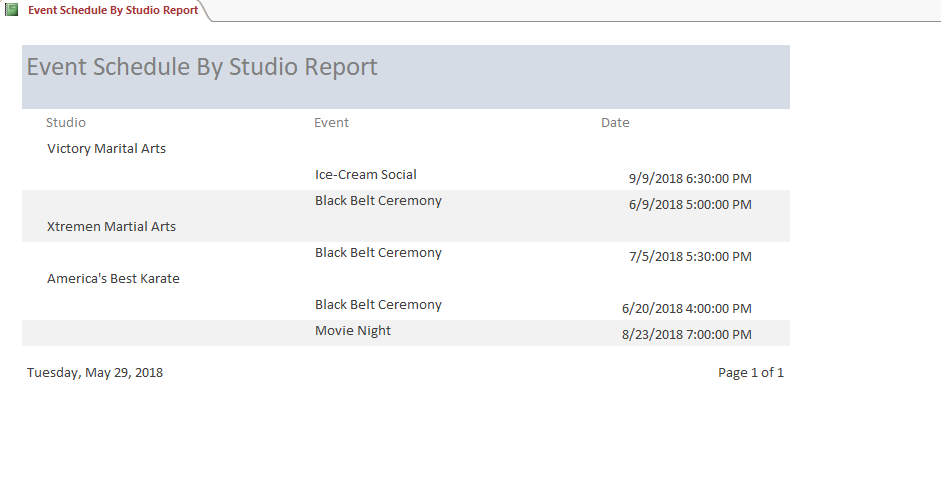 Event Schedule By Studio Report
Event Schedule By Studio Report
Studio Event Date
Victory Marital Arts
Ice-Cream Social 9/9/2018 6:30:00 PM
Black Belt Ceremony 6/9/2018 5:00:00 PM
Xtremen Martial Arts
Black Belt Ceremony 7/5/2018 5:30:00 PM
America's Best Karate
Black Belt Ceremony 6/20/2018 4:00:00 PM
Movie Night 8/23/2018 7:00:00 PM
Tuesday, May 29, 2018 Page 1 of 1